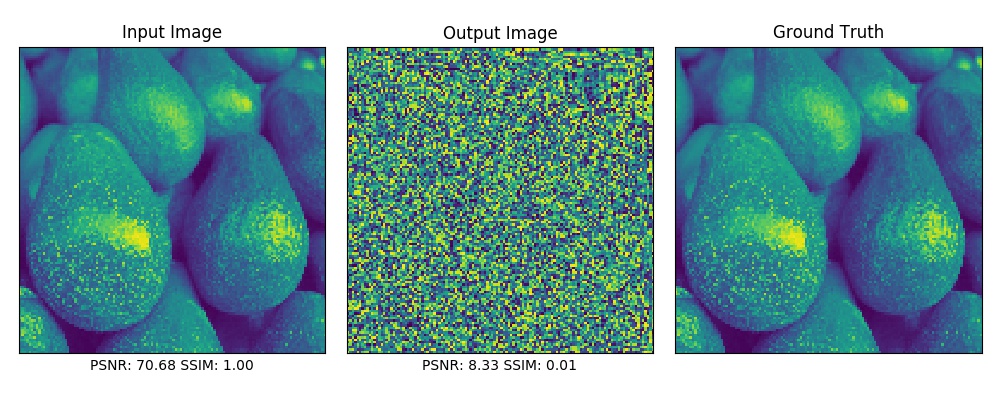 Input Image
Output Image
Ground Truth
PSNR: 70.68 SSIM: 1.00
PSNR: 8.33 SSIM: 0.01